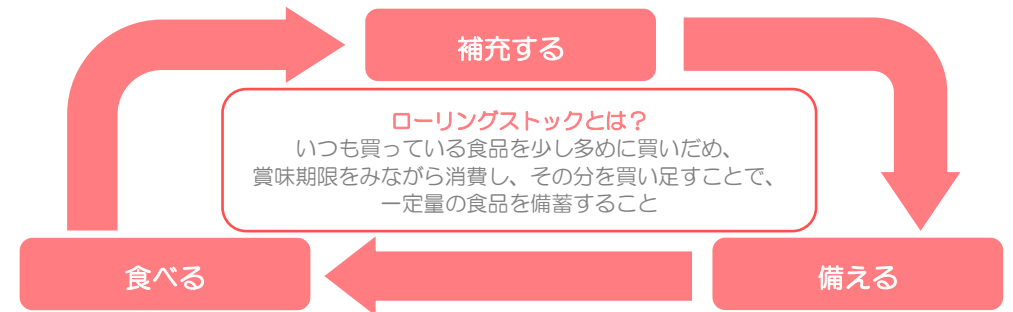 補充する
ローリングストックとは？
いつも買っている食品を少し多めに買いだめ、
賞味期限をみながら消費し、その分を買い足すことで、
一定量の食品を備蓄すること
食べる
備える